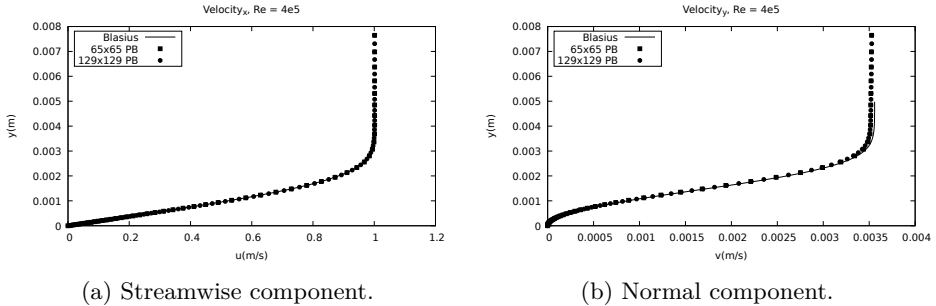 Velocity_x, Re = 4e5
0.008
0.007
0.006
0.005
0.004
0.003
0.002
0.001
0
y(m)
Blasius
65x65 PB
129x129 PB
0 0.2 0.4 0.6 0.8 1 1.2
u(m/s)
(a) Streamwise component.
Velocity_y, Re = 4e5
0.008
0.007
0.006
0.005
0.004
0.003
0.002
0.001
0
y(m)
Blasius
65x65 PB
129x129 PB
0 0.0005 0.001 0.0015 0.002 0.0025 0.003 0.0035 0.004
v(m/s)
(b) Normal component.